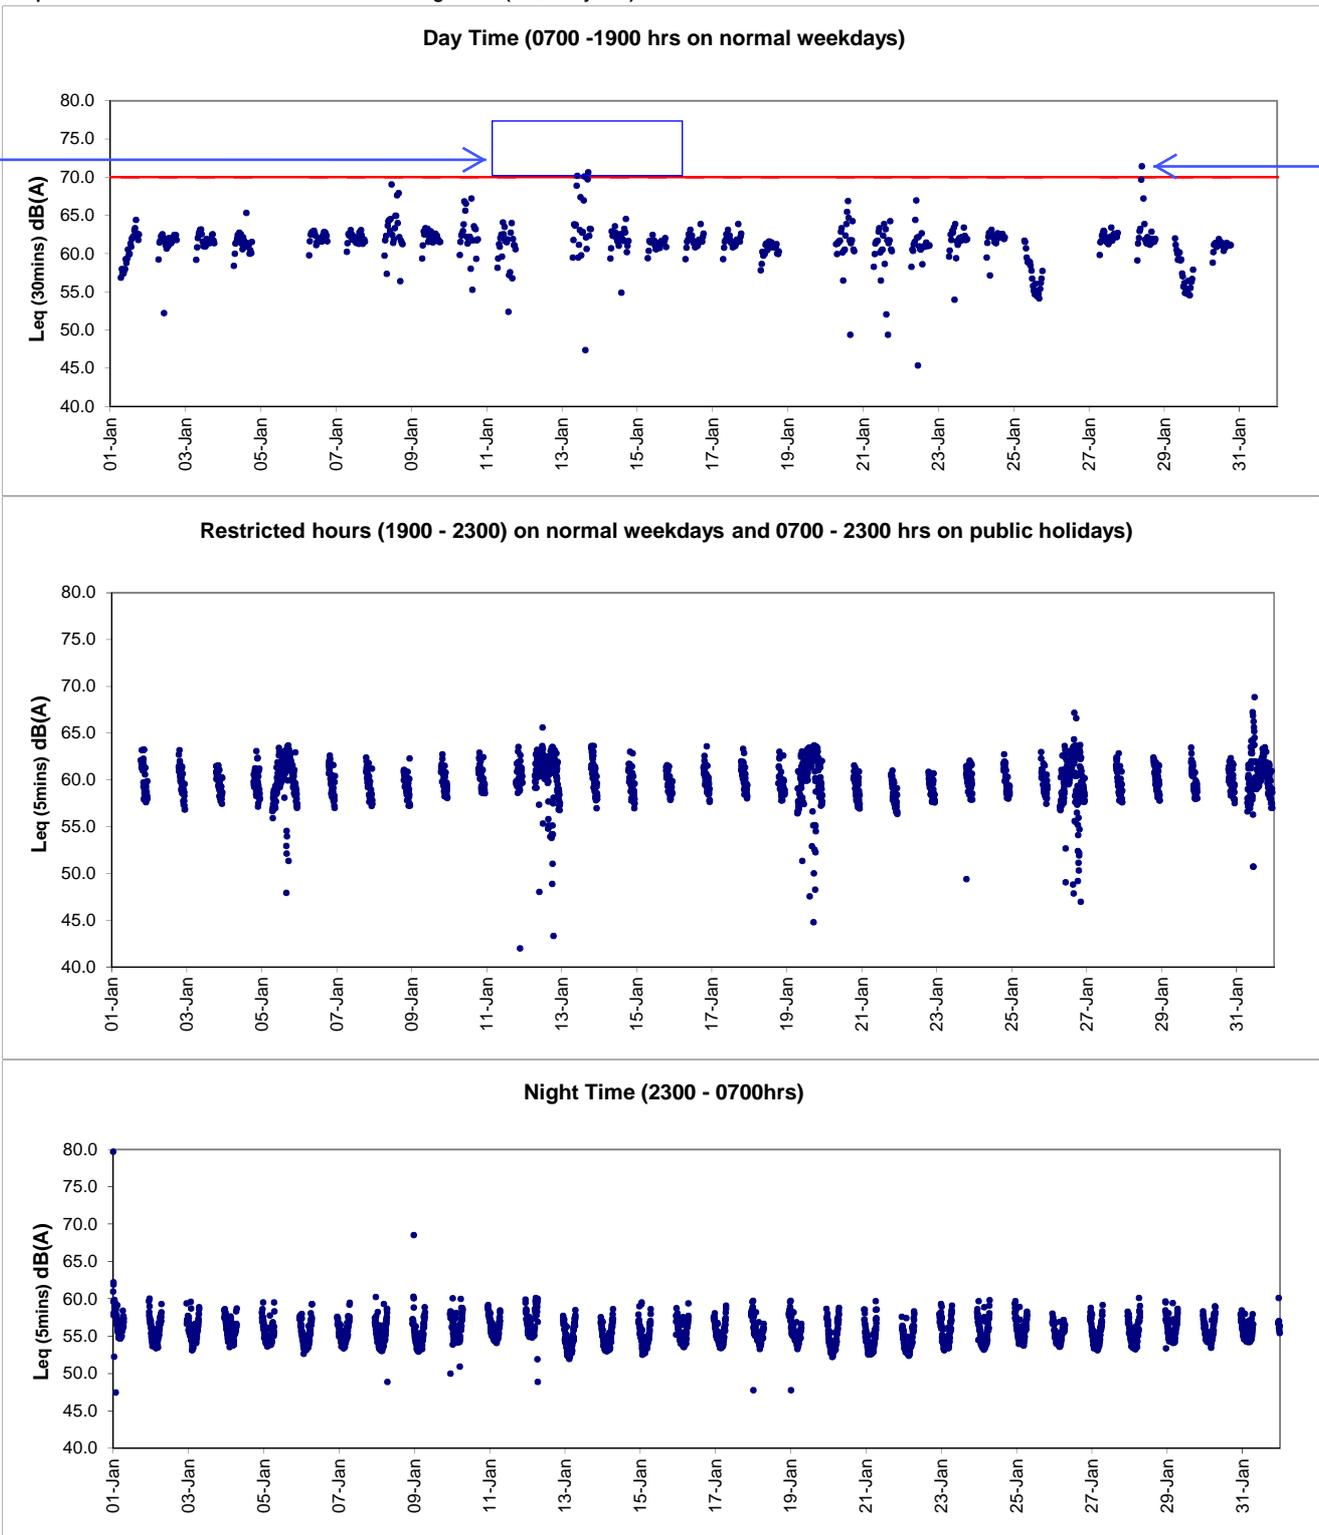 Day Time (0700 -1900 hrs on normal weekdays)
Leq (30mins) dB(A)
80.0
75.0
70.0
65.0
60.0
55.0
50.0
45.0
40.0
01-Jan
03-Jan
05-Jan
07-Jan
09-Jan
11-Jan
13-Jan
15-Jan
17-Jan
19-Jan
21-Jan
23-Jan
25-Jan
27-Jan
29-Jan
31-Jan
Restricted hours (1900 - 2300) on normal weekdays and 0700 - 2300 hrs on public holidays)
Leq (5mins) dB(A)
80.0
75.0
70.0
65.0
60.0
55.0
50.0
45.0
40.0
01-Jan
03-Jan
05-Jan
07-Jan
09-Jan
11-Jan
13-Jan
15-Jan
17-Jan
19-Jan
21-Jan
23-Jan
25-Jan
27-Jan
29-Jan
31-Jan
Night Time (2300 - 0700hrs)
Leq (5mins) dB(A)
80.0
75.0
70.0
65.0
60.0
55.0
50.0
45.0
40.0
01-Jan
03-Jan
05-Jan
07-Jan
09-Jan
11-Jan
13-Jan
15-Jan
17-Jan
19-Jan
21-Jan
23-Jan
25-Jan
27-Jan
29-Jan
31-Jan